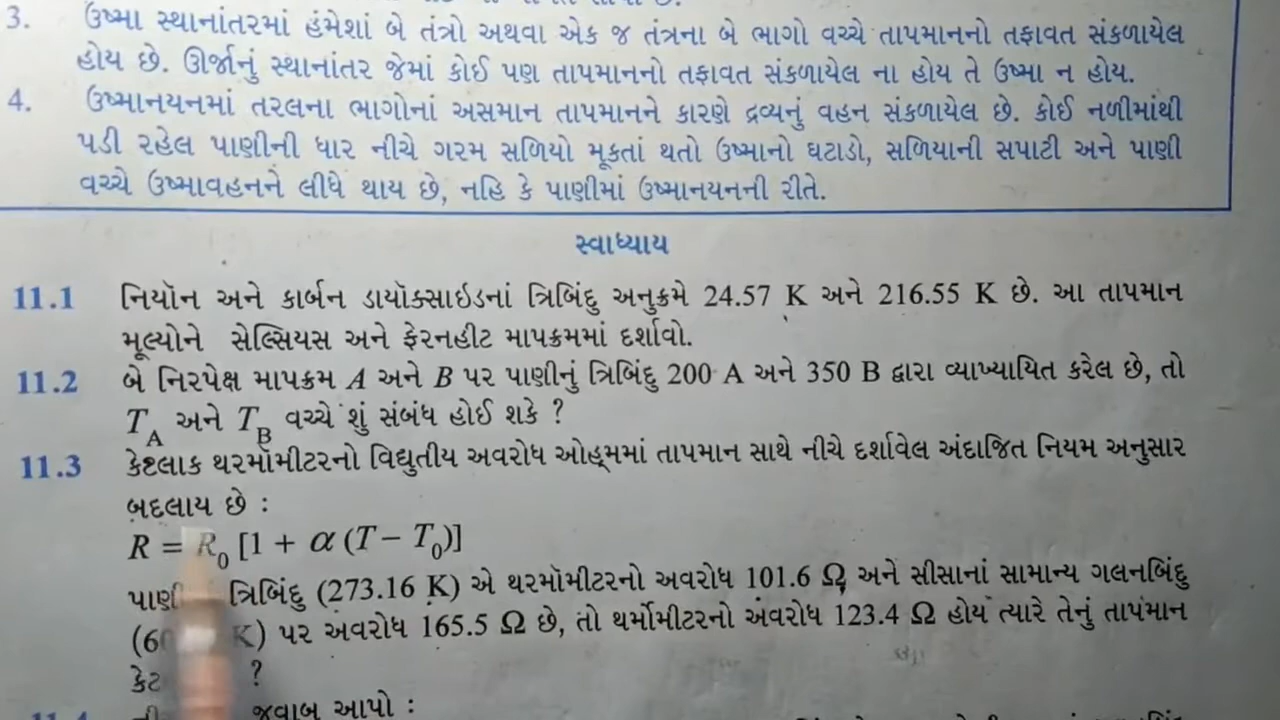 3. ઉષ્મા સ્થાનાંતરમાં હંમેશાં બે તંત્રો અથવા એક જ તંત્રના બે ભાગો વચ્ચે તાપમાનનો તફાવત સંકળાયેલ
હોય છે. ઊર્જાનું સ્થાનાંતર જેમાં કોઈ પણ તાપમાનનો તફાવત સંકળાયેલ ના હોય તે ઉષ્મા ન હોય.
4. ઉષ્માનયનમાં તરલના ભાગોનાં અસમાન તાપમાનને કારણે દ્રવ્યનું વહન સંકળાયેલ છે. કોઈ નળીમાંથી
પડી રહેલ પાણીની ધાર નીચે ગરમ સળિયો મૂકતાં થતો ઉષ્માનો ઘટાડો, સળિયાની સપાટી અને પાણી
વચ્ચે ઉષ્માવહનને લીધે થાય છે, નહિ કે પાણીમાં ઉષ્માનયનની રીતે.
સ્વાધ્યાય
11.1 નિયૉન અને કાર્બન ડાયૉક્સાઇડનાં ત્રિબિંદુ અનુક્રમે 24.57 K અને 216.55 K છે. આ તાપમાન
મૂલ્યોને સેલ્સિયસ અને ફેરનહીટ માપક્રમમાં દર્શાવો.
11.2 બે નિરપેક્ષ માપક્રમ A અને B પર પાણીનું ત્રિબિંદુ 200 A અને 350 B દ્વારા વ્યાખ્યાયિત કરેલ છે, તો
T_A અને T_B વચ્ચે શું સંબંધ હોઈ શકે ?
11.3 કેટલાક થરમૉમીટરનો વિદ્યુતીય અવરોધ ઓહ્‌મમાં તાપમાન સાથે નીચે દર્શાવેલ અંદાજિત નિયમ અનુસાર
બદલાય છે :
R = R₀ [1 + α (T – T₀)]
પાણી ત્રિબિંદુ (273.16 K) એ થરમૉમીટરનો અવરોધ 101.6 Ω અને સીસાનાં સામાન્ય ગલનબિંદુ
(60 K) પર અવરોધ 165.5 Ω છે, તો થર્મોમીટરનો અવરોધ 123.4 Ω હોય ત્યારે તેનું તાપમાન
?
જવાબ આપો :